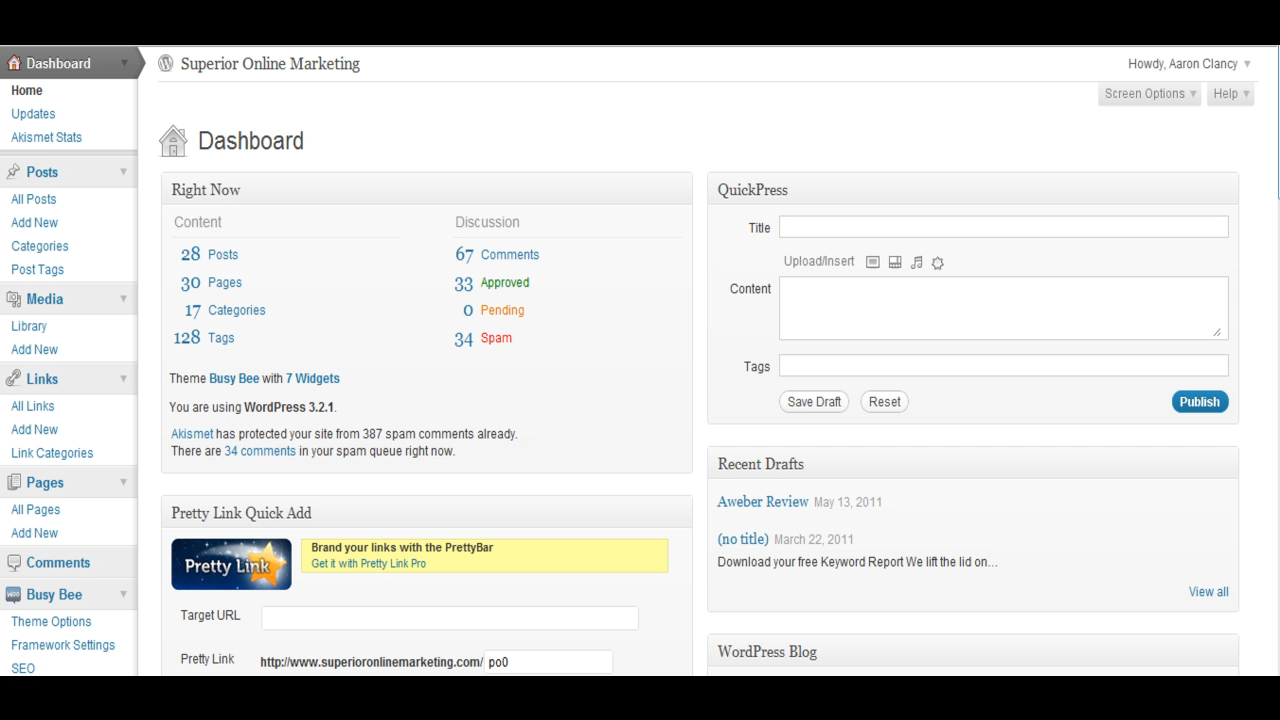 Dashboard
Home
Updates
Akismet Stats
Posts
All Posts
Add New
Categories
Post Tags
Media
Library
Add New
Links
All Links
Add New
Link Categories
Pages
All Pages
Add New
Comments
Busy Bee
Theme Options
Framework Settings
SEO
Superior Online Marketing
Howdy, Aaron Clancy
Screen Options
Help
Dashboard
Right Now
Content
28 Posts
30 Pages
17 Categories
128 Tags
Discussion
67 Comments
33 Approved
0 Pending
34 Spam
Theme Busy Bee with 7 Widgets
You are using WordPress 3.2.1.
Akismet has protected your site from 387 spam comments already.
There are 34 comments in your spam queue right now.
Pretty Link Quick Add
Pretty Link
Brand your links with the PrettyBar
Get it with Pretty Link Pro
Target URL
Pretty Link http://www.superioronlinemarketing.com/ po0
QuickPress
Title
Upload/Insert
Content
Tags
Save Draft
Reset
Publish
Recent Drafts
Aweber Review May 13, 2011
(no title) March 22, 2011
Download your free Keyword Report We lift the lid on...
View all
WordPress Blog